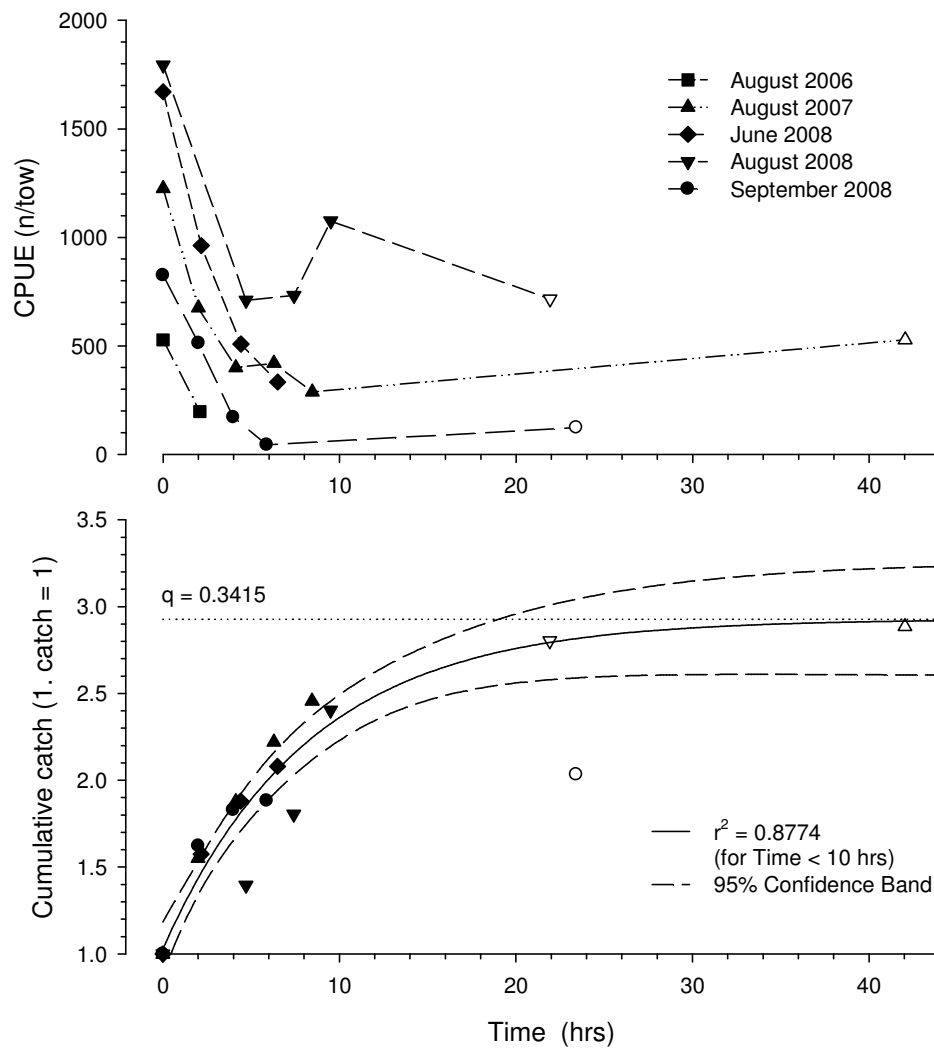 2000
1500
1000
500
0
CPUE (n/tow)
August 2006
August 2007
June 2008
August 2008
September 2008
0
10
20
30
40
3.5
3.0
2.5
2.0
1.5
1.0
Cumulative catch (1. catch = 1)
q = 0.3415
r² = 0.8774
(for Time < 10 hrs)
95% Confidence Band
0
10
20
30
40
Time (hrs)